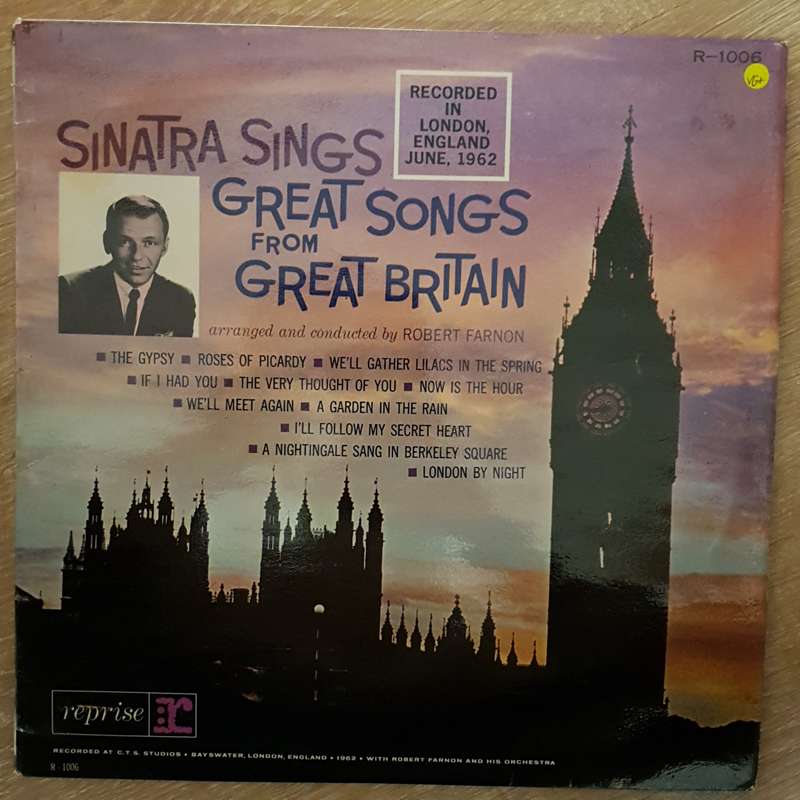 R-1006
VG+
RECORDED
IN
LONDON,
ENGLAND
JUNE, 1962
SINATRA SINGS
GREAT SONGS
FROM
GREAT BRITAIN
arranged and conducted by ROBERT FARNON
■ THE GYPSY ■ ROSES OF PICARDY ■ WE'LL GATHER LILACS IN THE SPRING
■ IF I HAD YOU ■ THE VERY THOUGHT OF YOU ■ NOW IS THE HOUR
■ WE'LL MEET AGAIN ■ A GARDEN IN THE RAIN
■ I'LL FOLLOW MY SECRET HEART
■ A NIGHTINGALE SANG IN BERKELEY SQUARE
■ LONDON BY NIGHT
reprise r
RECORDED AT C.T.S. STUDIOS • BAYSWATER, LONDON, ENGLAND • 1962 • WITH ROBERT FARNON AND HIS ORCHESTRA
R-1006